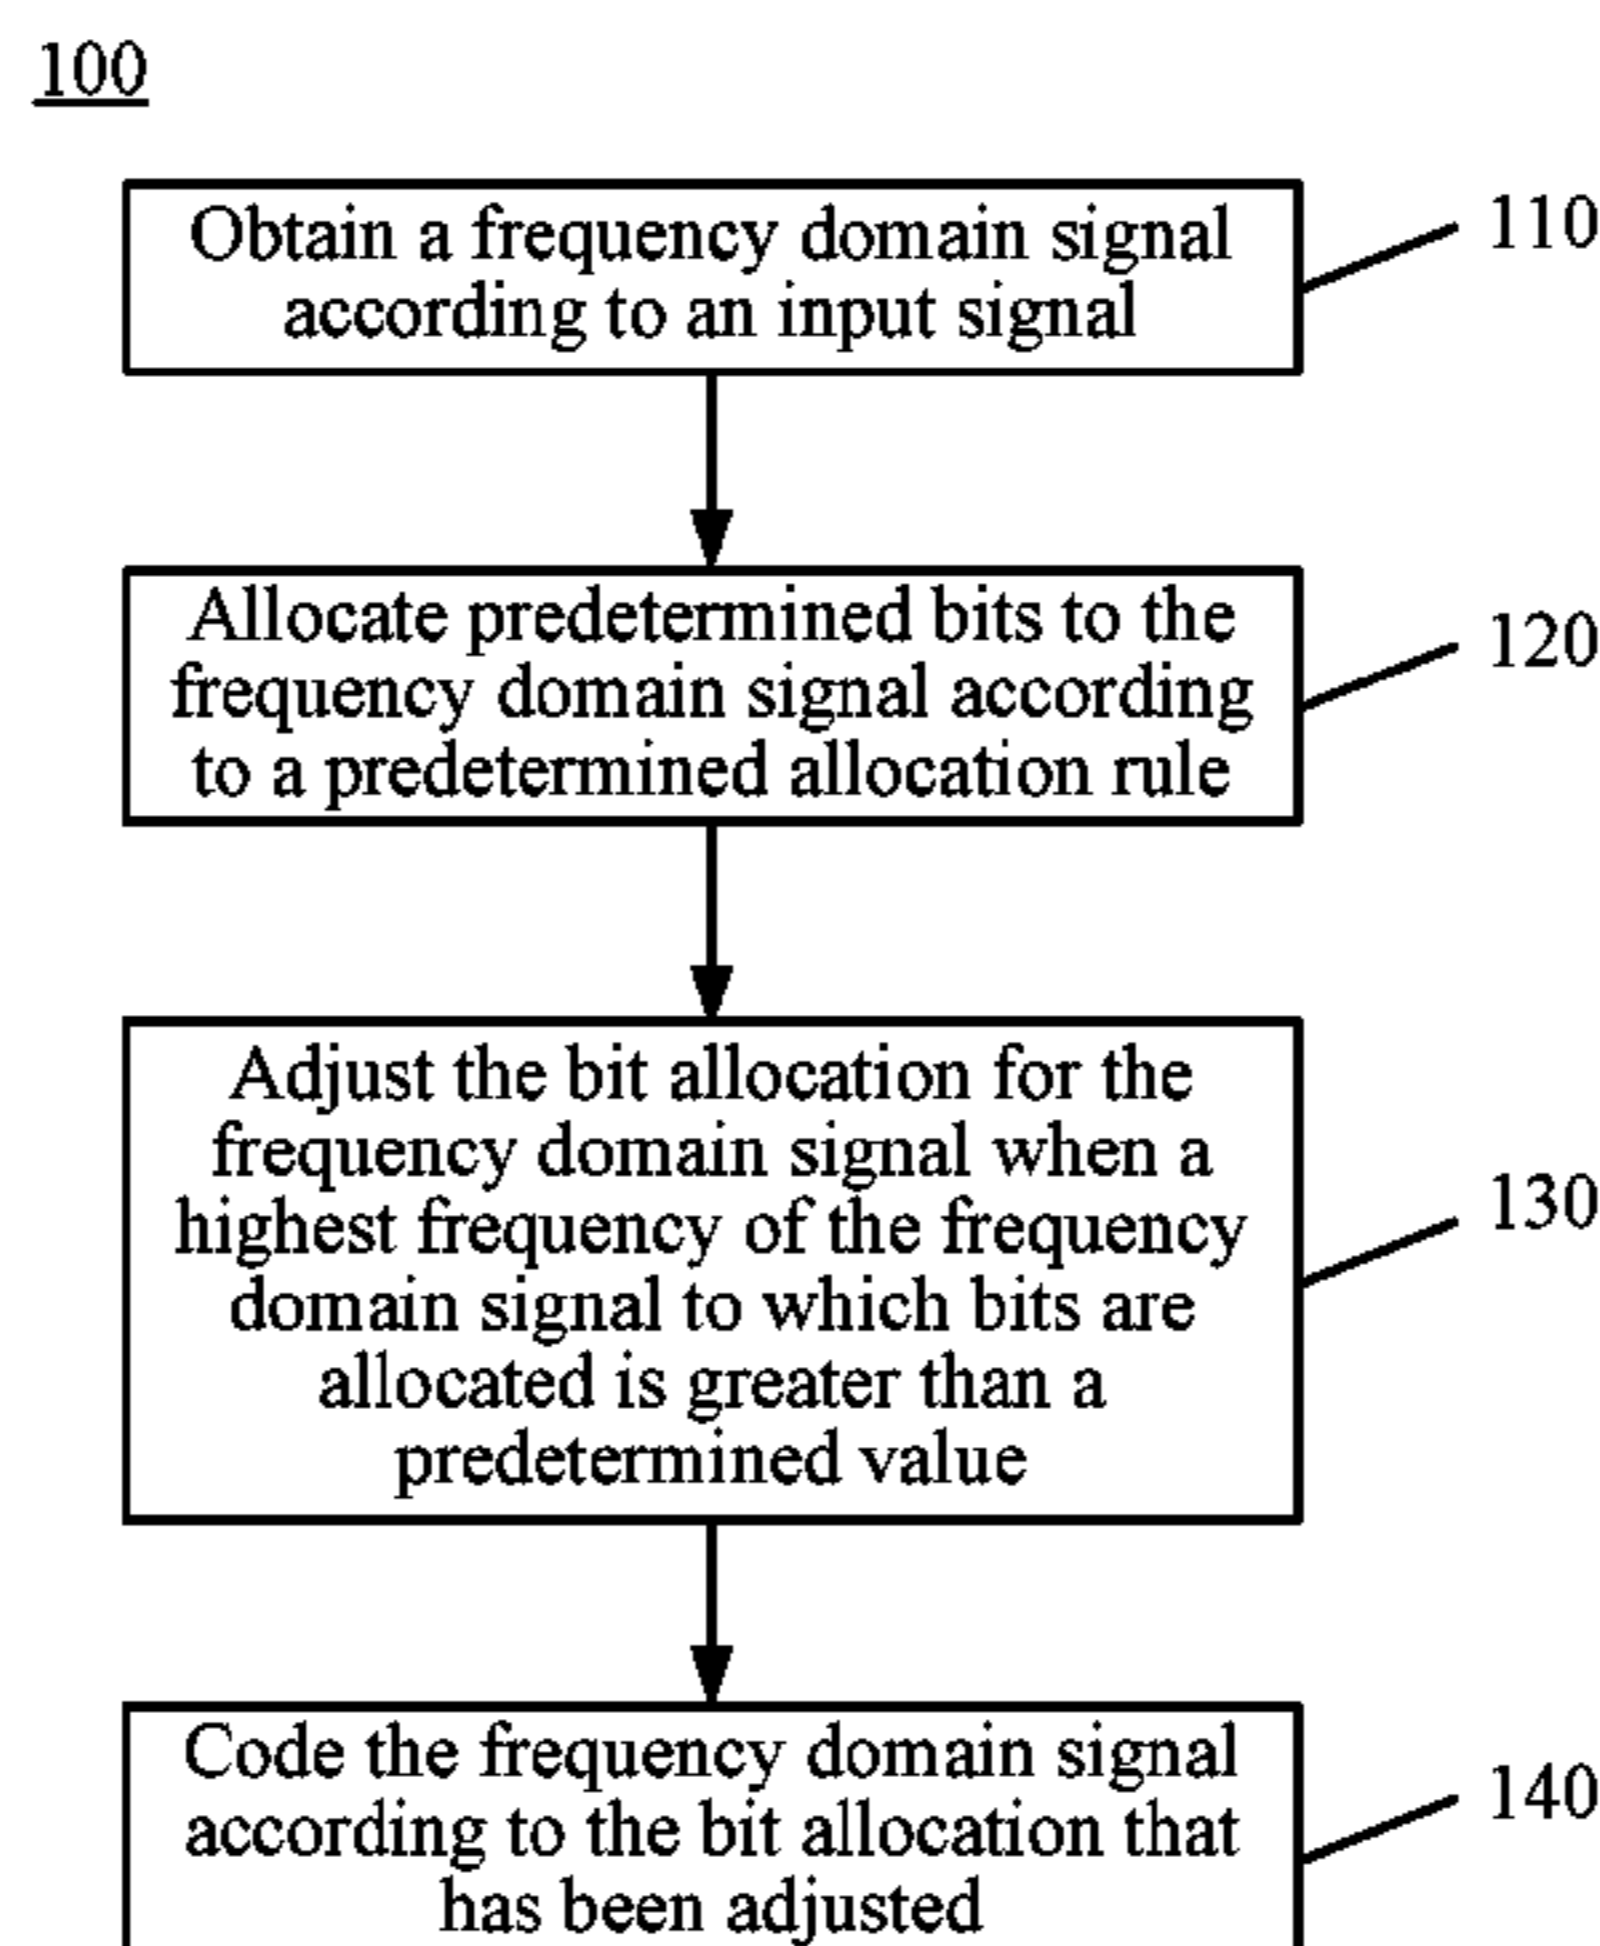 100
Obtain a frequency domain signal
according to an input signal
110
Allocate predetermined bits to the
frequency domain signal according
to a predetermined allocation rule
120
Adjust the bit allocation for the
frequency domain signal when a
highest frequency of the frequency
domain signal to which bits are
allocated is greater than a
predetermined value
130
Code the frequency domain signal
according to the bit allocation that
has been adjusted
140